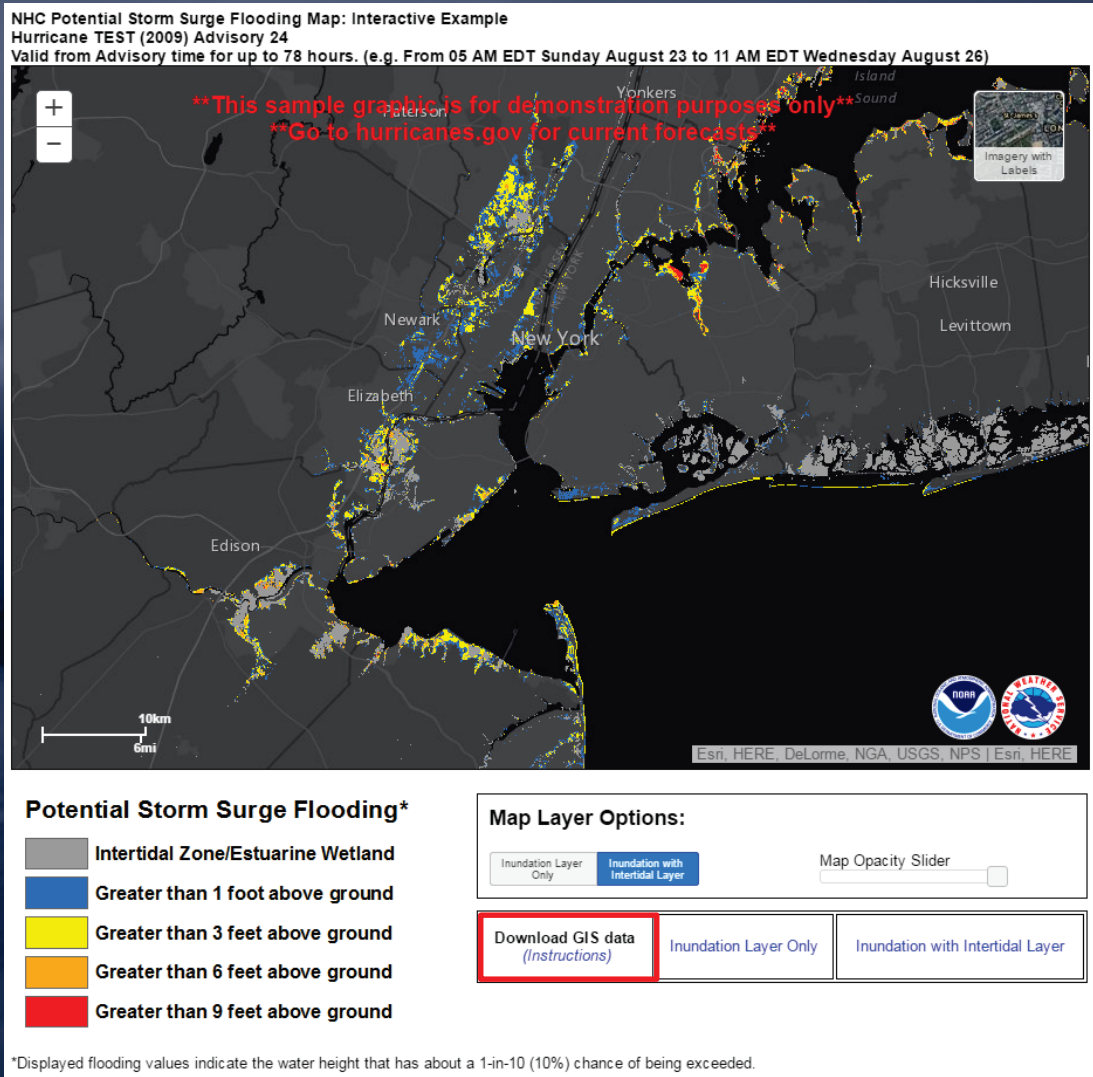 NHC Potential Storm Surge Flooding Map: Interactive Example
Hurricane TEST (2009) Advisory 24
Valid from Advisory time for up to 78 hours. (e.g. From 05 AM EDT Sunday August 23 to 11 AM EDT Wednesday August 26)
Island
Sound
Yonkers
**This sample graphic is for demonstration purposes only**
Paterson
**Go to hurricanes.gov for current forecasts**
+
−
Imagery with
Labels
Hicksville
Levittown
NEW YORK
Newark
New York
Elizabeth
Edison
10km
6mi
NOAA
NATIONAL WEATHER SERVICE
Esri, HERE, DeLorme, NGA, USGS, NPS | Esri, HERE
Potential Storm Surge Flooding*
Intertidal Zone/Estuarine Wetland
Greater than 1 foot above ground
Greater than 3 feet above ground
Greater than 6 feet above ground
Greater than 9 feet above ground
Map Layer Options:
Inundation Layer
Only
Inundation with
Intertidal Layer
Map Opacity Slider
Download GIS data
(Instructions)
Inundation Layer Only
Inundation with Intertidal Layer
*Displayed flooding values indicate the water height that has about a 1-in-10 (10%) chance of being exceeded.